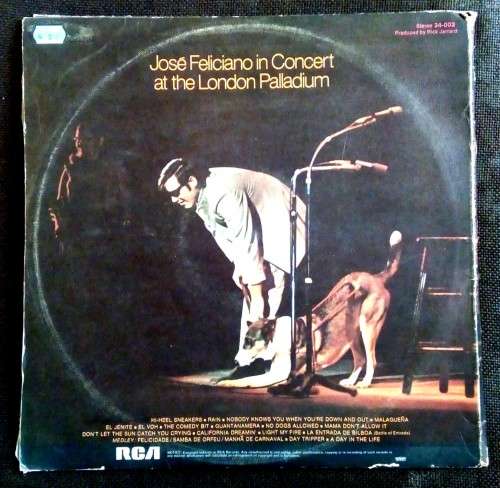 Stereo 24-003
Produced by Rick Jarrard
José Feliciano in Concert
at the London Palladium
HI-HEEL SNEAKERS • RAIN • NOBODY KNOWS YOU WHEN YOU'RE DOWN AND OUT • MALAGUEÑA
EL JINETE • EL VOH • THE COMEDY BIT • GUANTANAMERA • NO DOGS ALLOWED • MAMA DON'T ALLOW IT
DON'T LET THE SUN CATCH YOU CRYING • CALIFORNIA DREAMIN' • LIGHT MY FIRE • LA ENTRADA DE BILBOA (Battle of Entrada)
MEDLEY: FELICIDADE / SAMBA DE ORFEU / MANHÃ DE CARNAVAL • DAY TRIPPER • A DAY IN THE LIFE
RCA